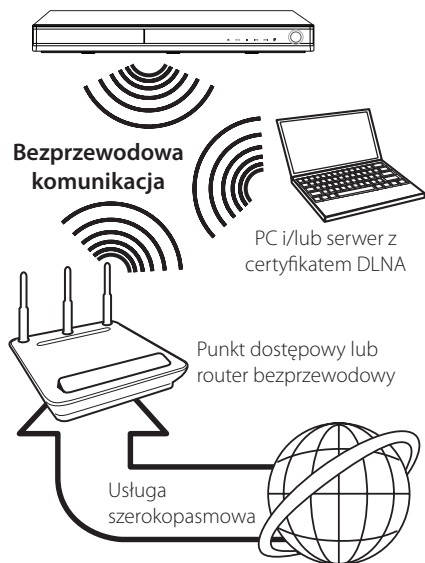 Bezprzewodowa
komunikacja
PC i/lub serwer z
certyfikatem DLNA
Punkt dostępowy lub
router bezprzewodowy
Usługa
szerokopasmowa